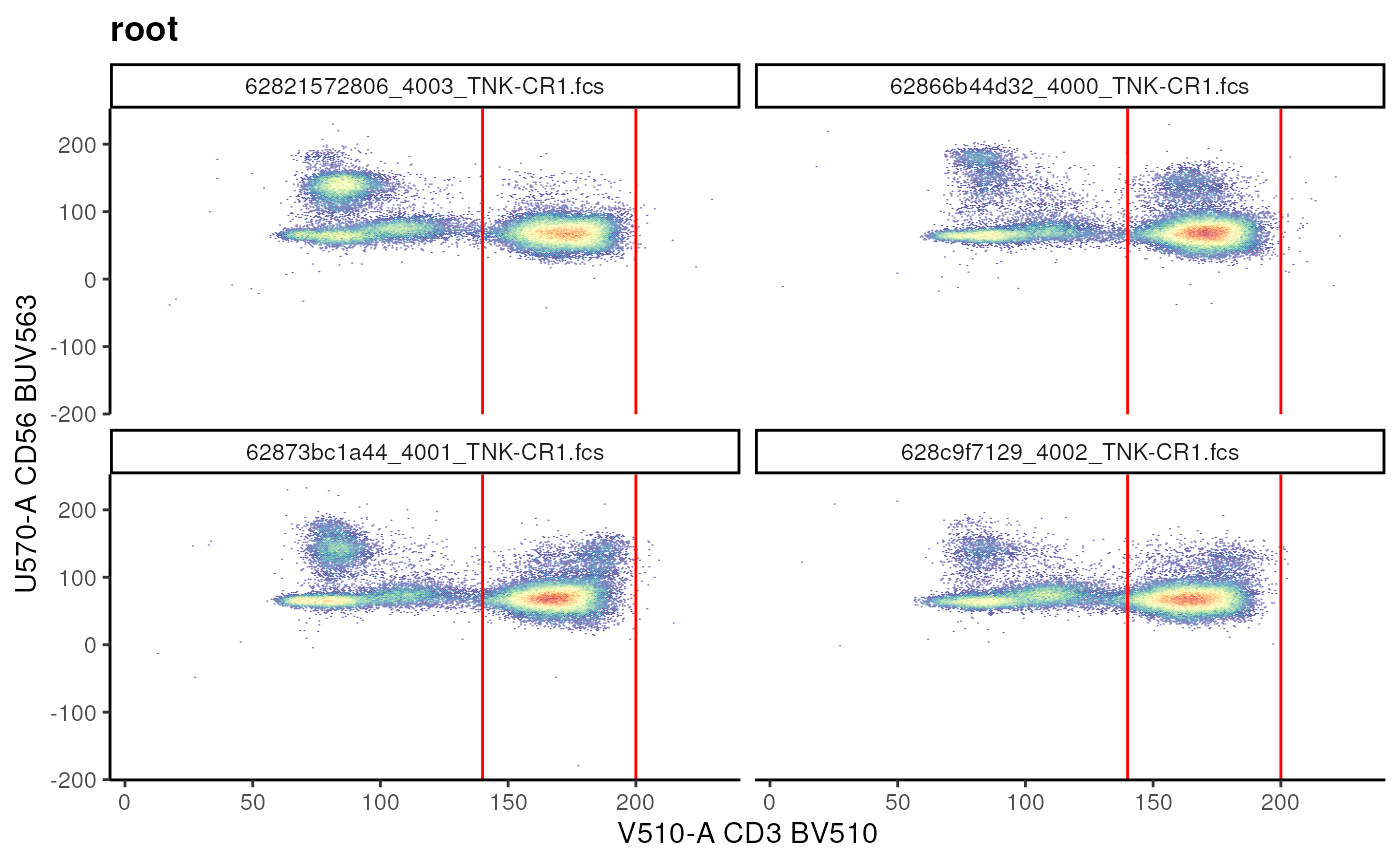 root
62821572806_4003_TNK-CR1.fcs
62866b44d32_4000_TNK-CR1.fcs
200
100
0
-100
-200
62873bc1a44_4001_TNK-CR1.fcs
628c9f7129_4002_TNK-CR1.fcs
200
100
0
-100
-200
0 50 100 150 200
0 50 100 150 200
V510-A CD3 BV510
U570-A CD56 BUV563